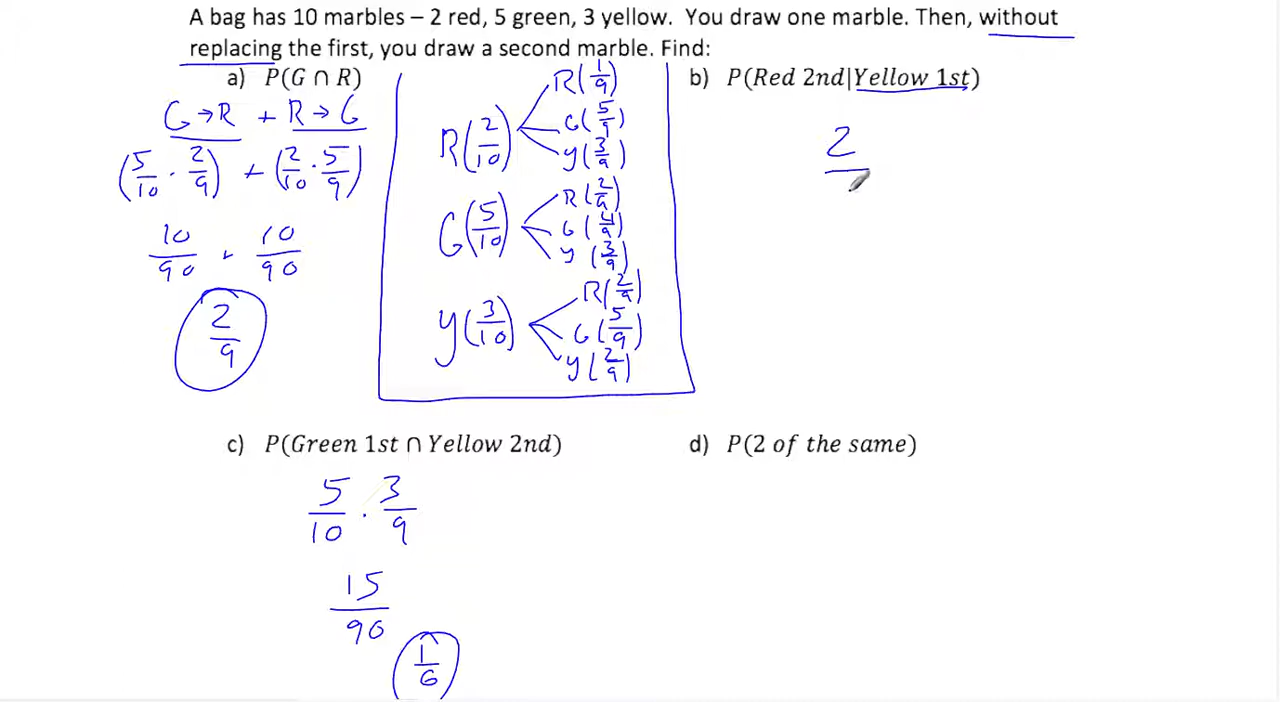 A bag has 10 marbles – 2 red, 5 green, 3 yellow. You draw one marble. Then, without
replacing the first, you draw a second marble. Find:
a) P(G ∩ R)
G → R + R → G
(5/10 · 2/9) + (2/10 · 5/9)
10/90 + 10/90
2/9
R(2/10)
R(1/9)
G(5/9)
y(3/9)
G(5/10)
R(2/9)
G(4/9)
y(3/9)
y(3/10)
R(2/9)
G(5/9)
y(2/9)
b) P(Red 2nd|Yellow 1st)
2
c) P(Green 1st ∩ Yellow 2nd)
5/10 · 3/9
15/90
1/6
d) P(2 of the same)